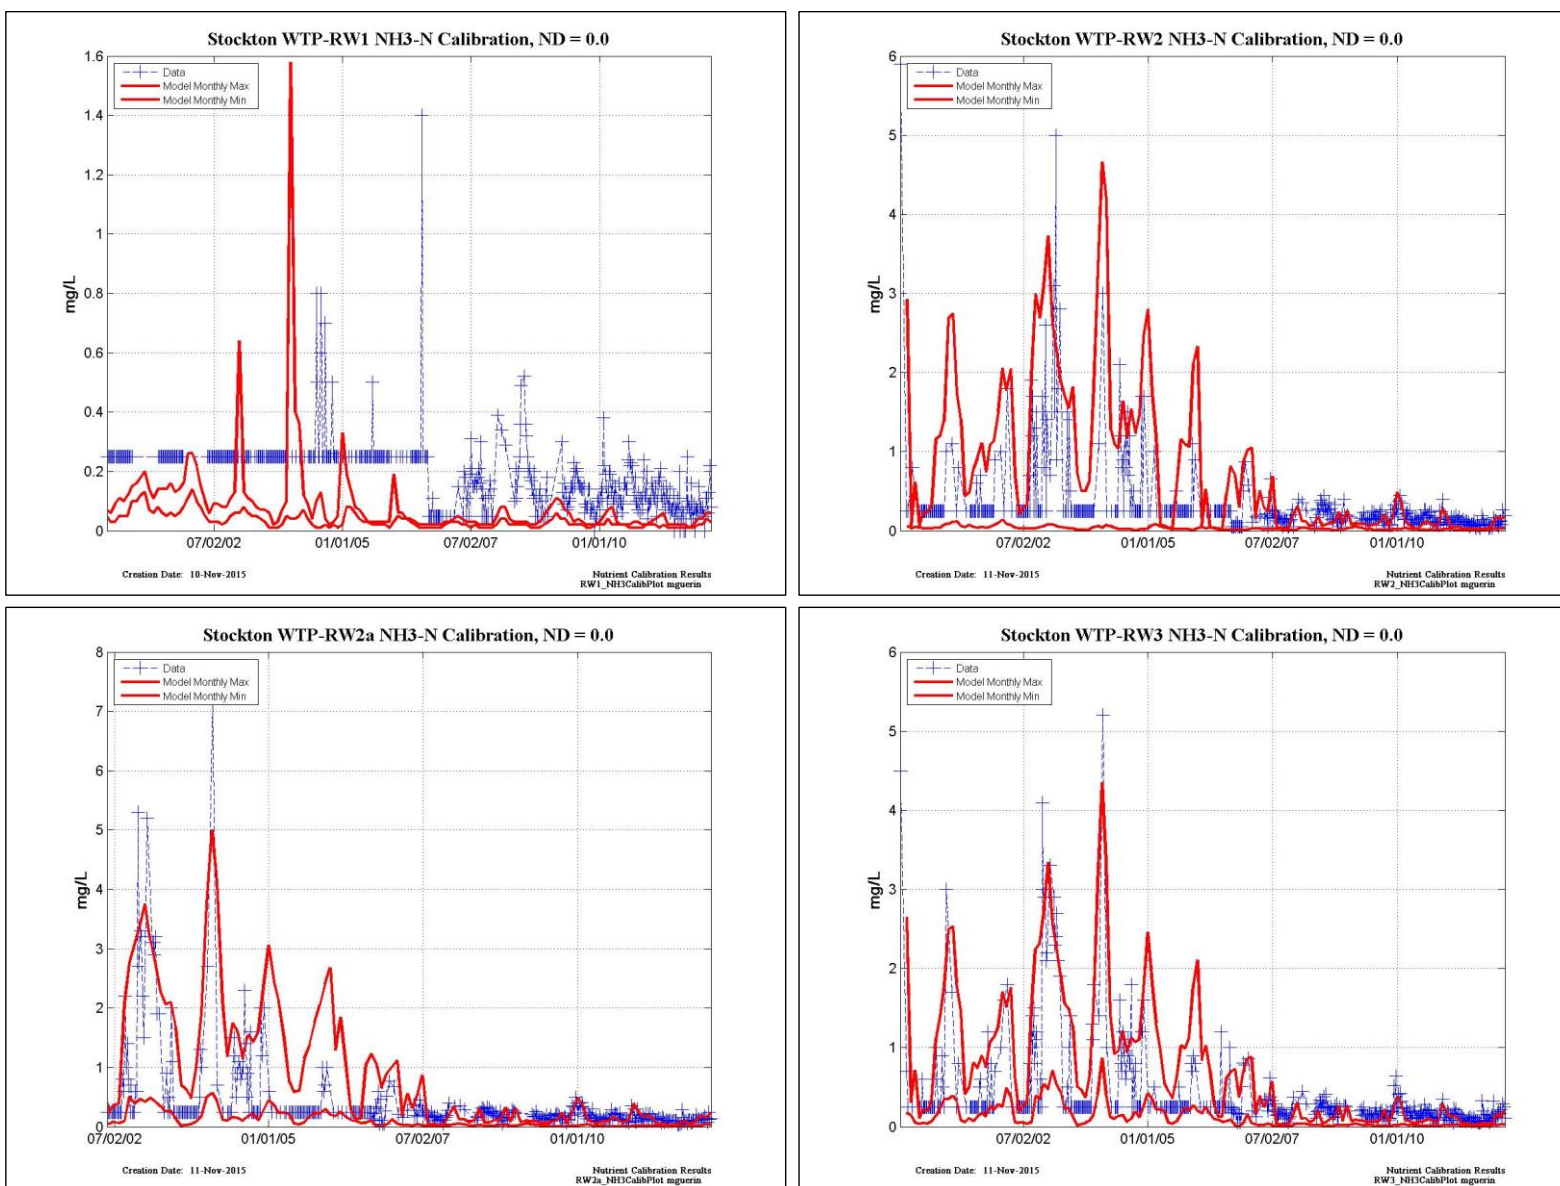 Stockton WTP-RW1 NH3-N Calibration, ND = 0.0
Data
Model Monthly Max
Model Monthly Min
mg/L
1.6
1.4
1.2
1
0.8
0.6
0.4
0.2
0
07/02/02 01/01/05 07/02/07 01/01/10
Creation Date: 10-Nov-2015
Nutrient Calibration Results
RW1_NH3CalibPlot mguerin
Stockton WTP-RW2 NH3-N Calibration, ND = 0.0
Data
Model Monthly Max
Model Monthly Min
mg/L
6
5
4
3
2
1
0
07/02/02 01/01/05 07/02/07 01/01/10
Creation Date: 11-Nov-2015
Nutrient Calibration Results
RW2_NH3CalibPlot mguerin
Stockton WTP-RW2a NH3-N Calibration, ND = 0.0
Data
Model Monthly Max
Model Monthly Min
mg/L
8
7
6
5
4
3
2
1
0
07/02/02 01/01/05 07/02/07 01/01/10
Creation Date: 11-Nov-2015
Nutrient Calibration Results
RW2a_NH3CalibPlot mguerin
Stockton WTP-RW3 NH3-N Calibration, ND = 0.0
Data
Model Monthly Max
Model Monthly Min
mg/L
6
5
4
3
2
1
0
07/02/02 01/01/05 07/02/07 01/01/10
Creation Date: 11-Nov-2015
Nutrient Calibration Results
RW3_NH3CalibPlot mguerin